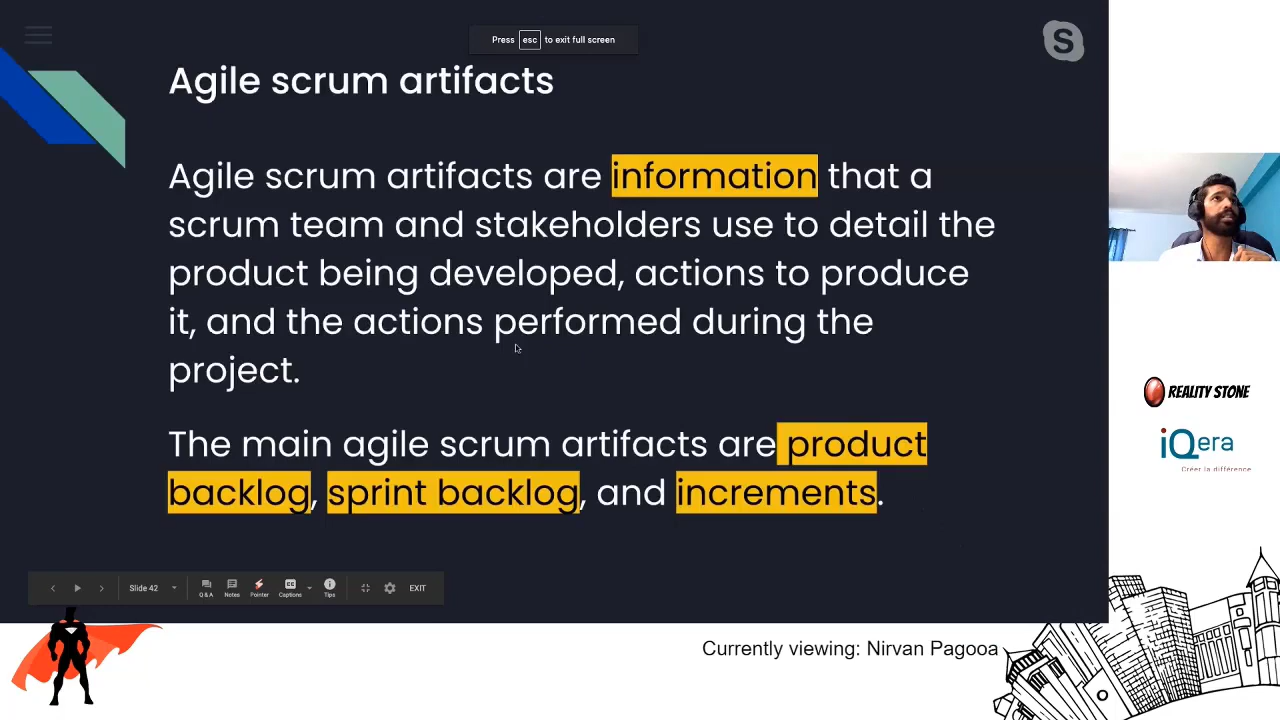 Press esc to exit full screen
S
Agile scrum artifacts
Agile scrum artifacts are information that a
scrum team and stakeholders use to detail the
product being developed, actions to produce
it, and the actions performed during the
project.
The main agile scrum artifacts are product
backlog, sprint backlog, and increments.
REALITY STONE
iQera
Créer la différence
Slide 42
Q & A
Notes
Pointer
CC
Captions
Tips
EXIT
Currently viewing: Nirvan Pagooa